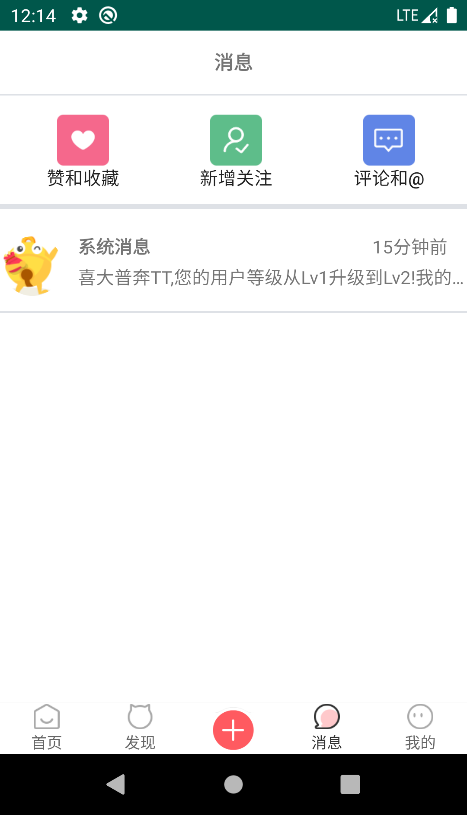 12:14 LTE
消息
赞和收藏 新增关注 评论和@
系统消息 15分钟前
喜大普奔TT,您的用户等级从Lv1升级到Lv2!我的...
首页 发现 消息 我的